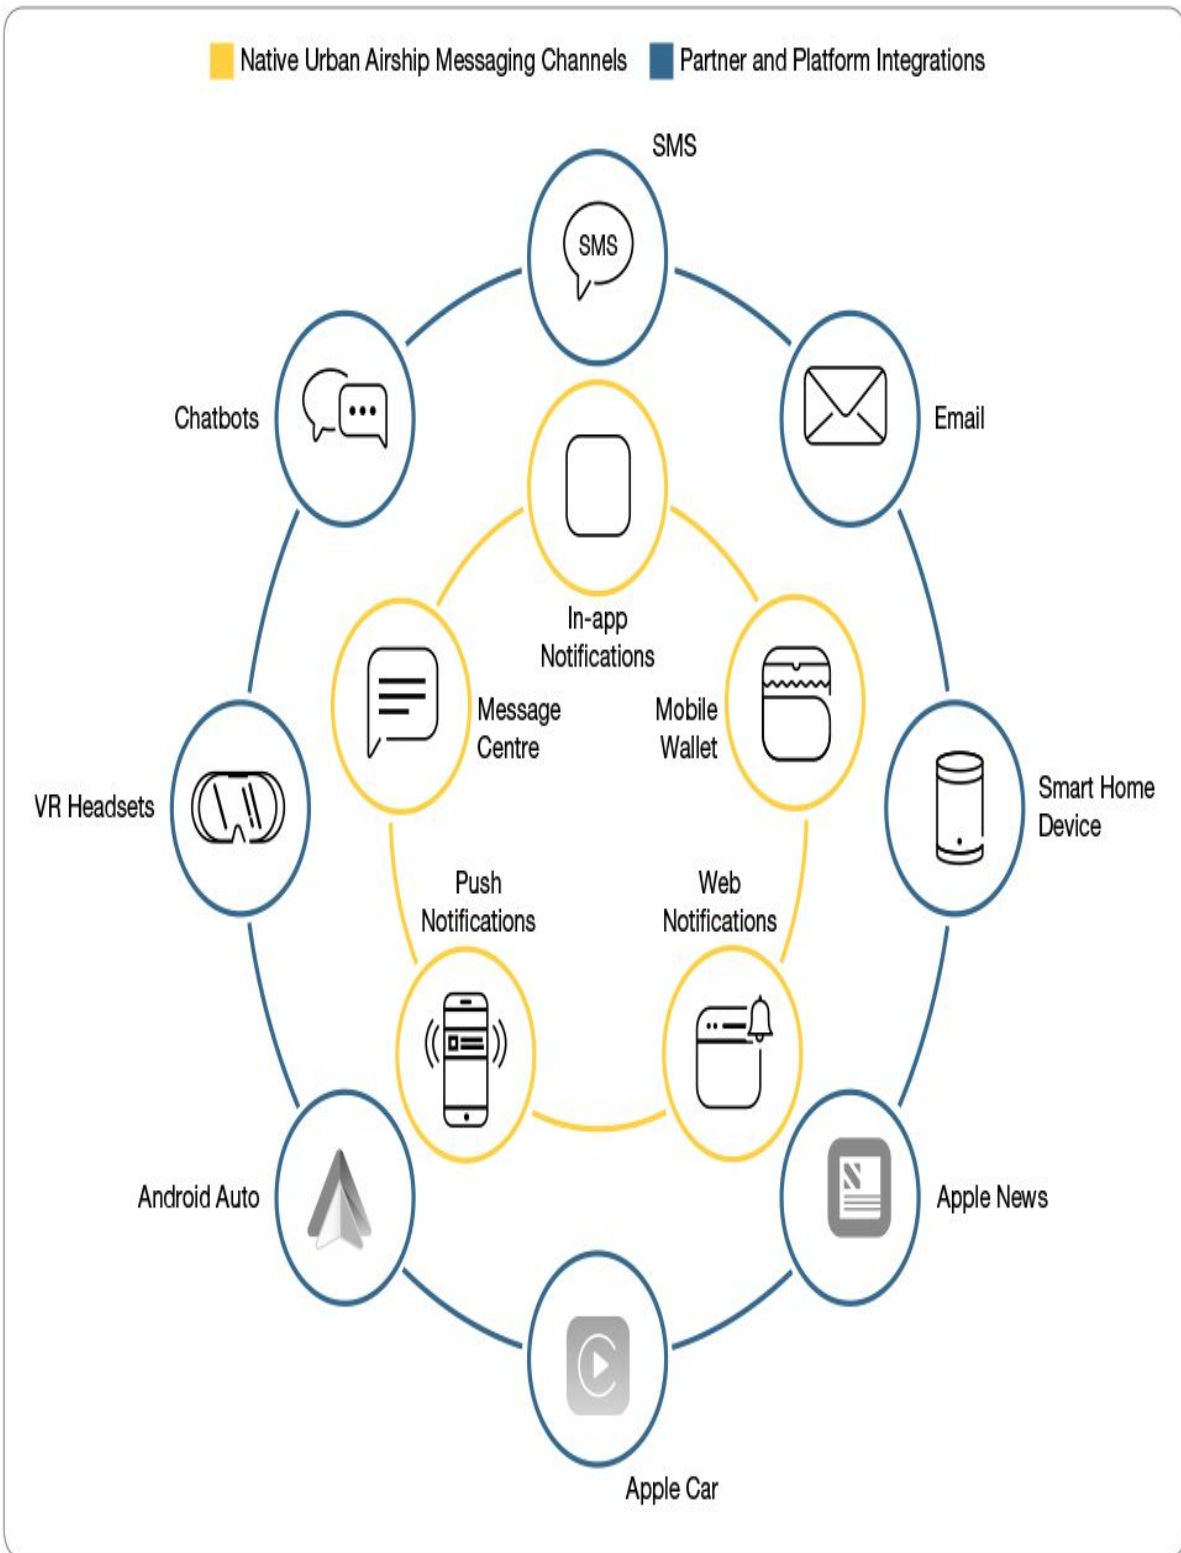 Native Urban Airship Messaging Channels
Partner and Platform Integrations
SMS
SMS
Chatbots
Email
In-app
Notifications
Message
Centre
Mobile
Wallet
VR Headsets
Smart Home
Device
Push
Notifications
Web
Notifications
Android Auto
Apple News
Apple Car